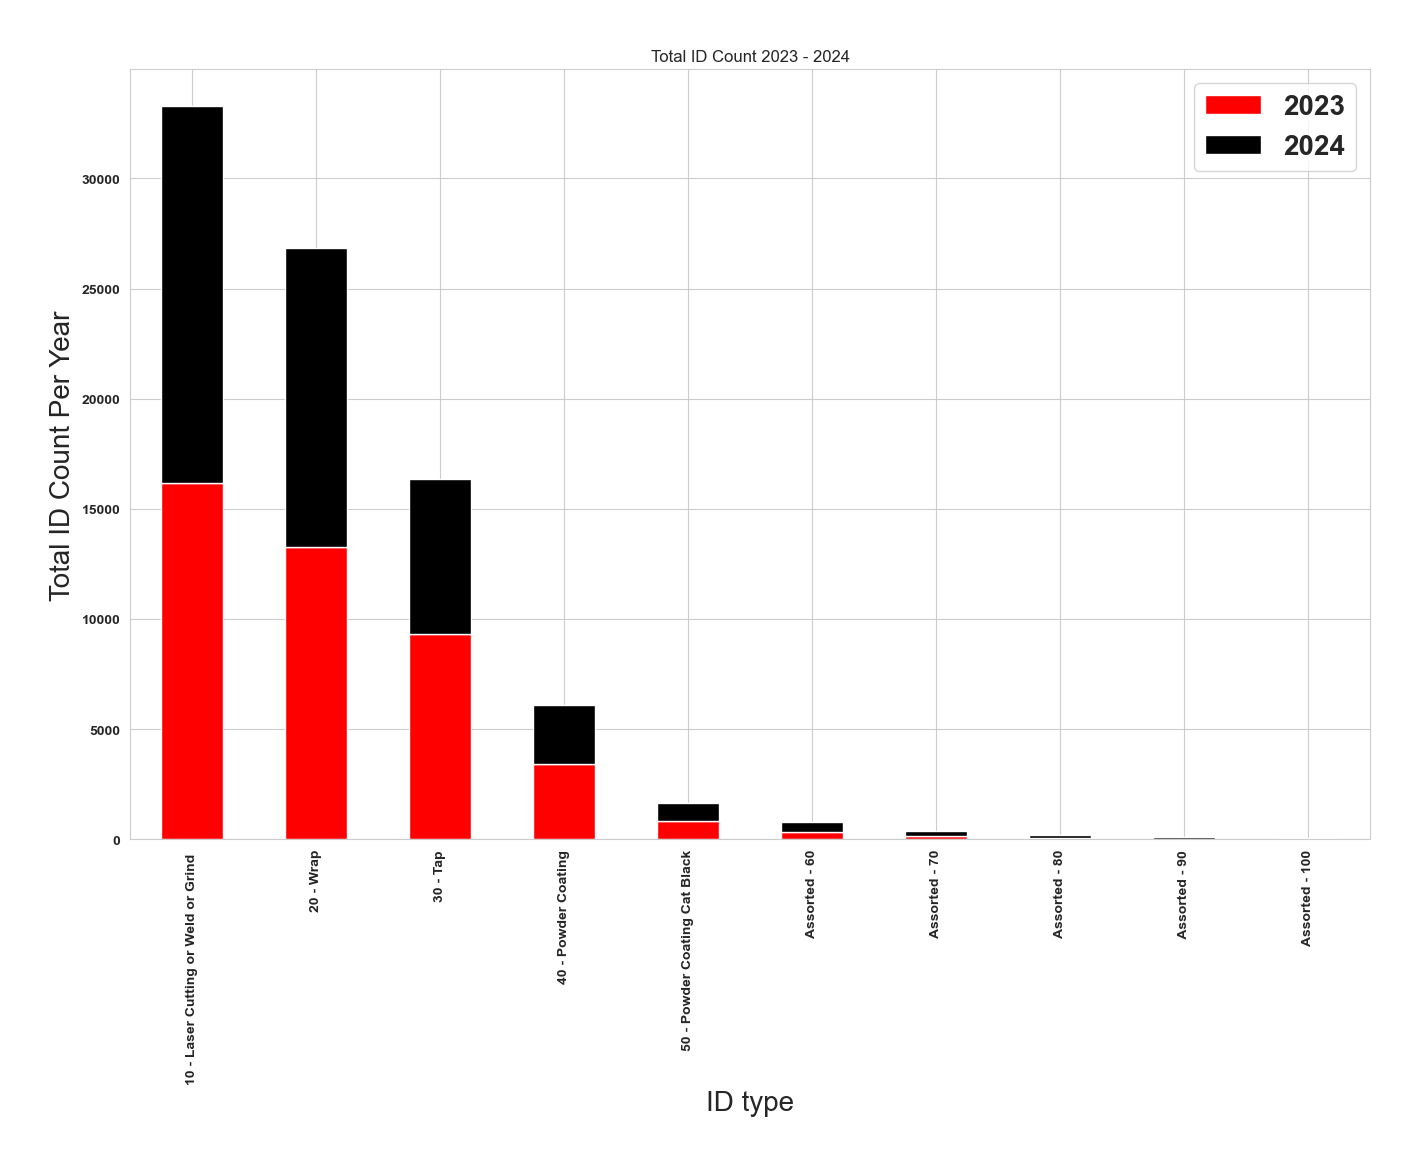 Total ID Count 2023 - 2024
2023
2024
Total ID Count Per Year
30000
25000
20000
15000
10000
5000
0
10 - Laser Cutting or Weld or Grind
20 - Wrap
30 - Tap
40 - Powder Coating
50 - Powder Coating Cat Black
Assorted - 60
Assorted - 70
Assorted - 80
Assorted - 90
Assorted - 100
ID type